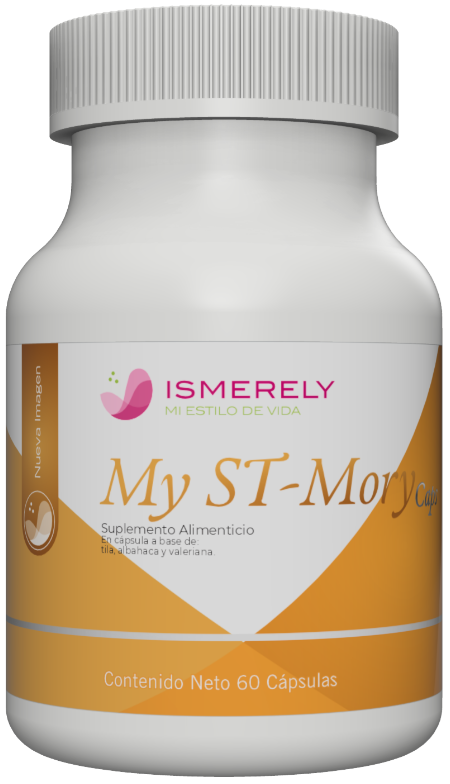 Nueva Imagen
ISMERELY
MI ESTILO DE VIDA
My ST-Mory Caps
Suplemento Alimenticio
En cápsula a base de:
tila, albahaca y valeriana.
Contenido Neto 60 Cápsulas